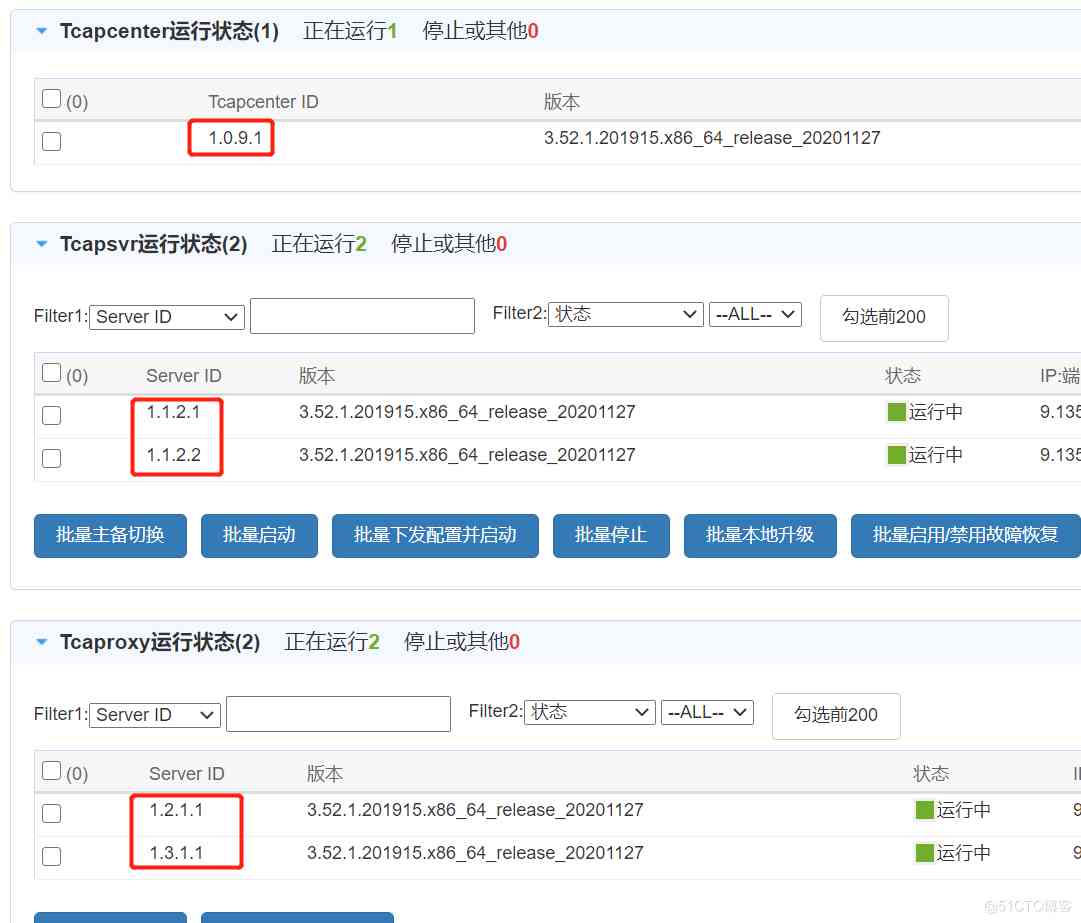 Tcapcenter运行状态(1) 正在运行1 停止或其他0
(0) Tcapcenter ID 版本
1.0.9.1 3.52.1.201915.x86_64_release_20201127
Tcapsvr运行状态(2) 正在运行2 停止或其他0
Filter1: Server ID Filter2: 状态 --ALL-- 勾选前200
(0) Server ID 版本 状态 IP:端
1.1.2.1 3.52.1.201915.x86_64_release_20201127 运行中 9.135
1.1.2.2 3.52.1.201915.x86_64_release_20201127 运行中 9.135
批量主备切换 批量启动 批量下发配置并启动 批量停止 批量本地升级 批量启用/禁用故障恢复
Tcaproxy运行状态(2) 正在运行2 停止或其他0
Filter1: Server ID Filter2: 状态 --ALL-- 勾选前200
(0) Server ID 版本 状态
1.2.1.1 3.52.1.201915.x86_64_release_20201127 运行中 9
1.3.1.1 3.52.1.201915.x86_64_release_20201127 运行中 9
@51CTO博客